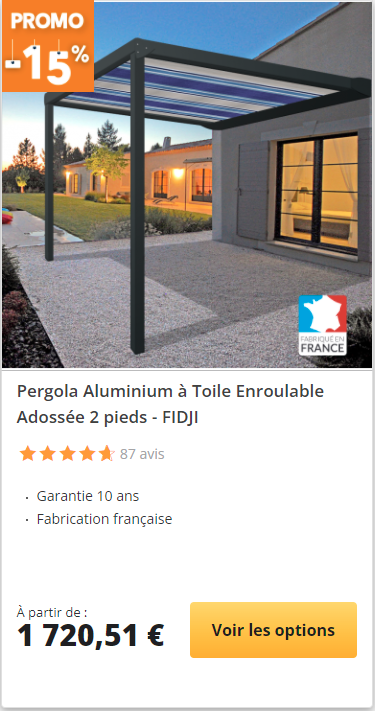 PROMO
-15%
FABRIQUÉ EN
FRANCE
Pergola Aluminium à Toile Enroulable
Adossée 2 pieds - FIDJI
87 avis
· Garantie 10 ans
· Fabrication française
À partir de :
1 720,51 €
Voir les options